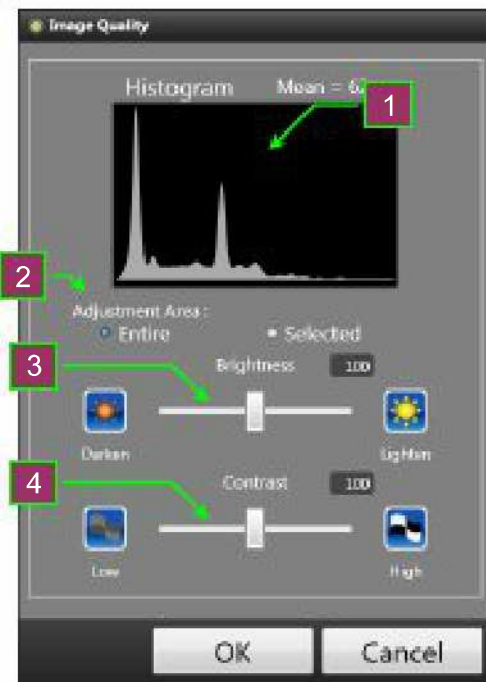 Image Quality
Histogram Mean = 6
1
2
Adjustment Area :
Entire Selected
3
Brightness 100
Darken Lighten
4
Contrast 100
Low High
OK Cancel